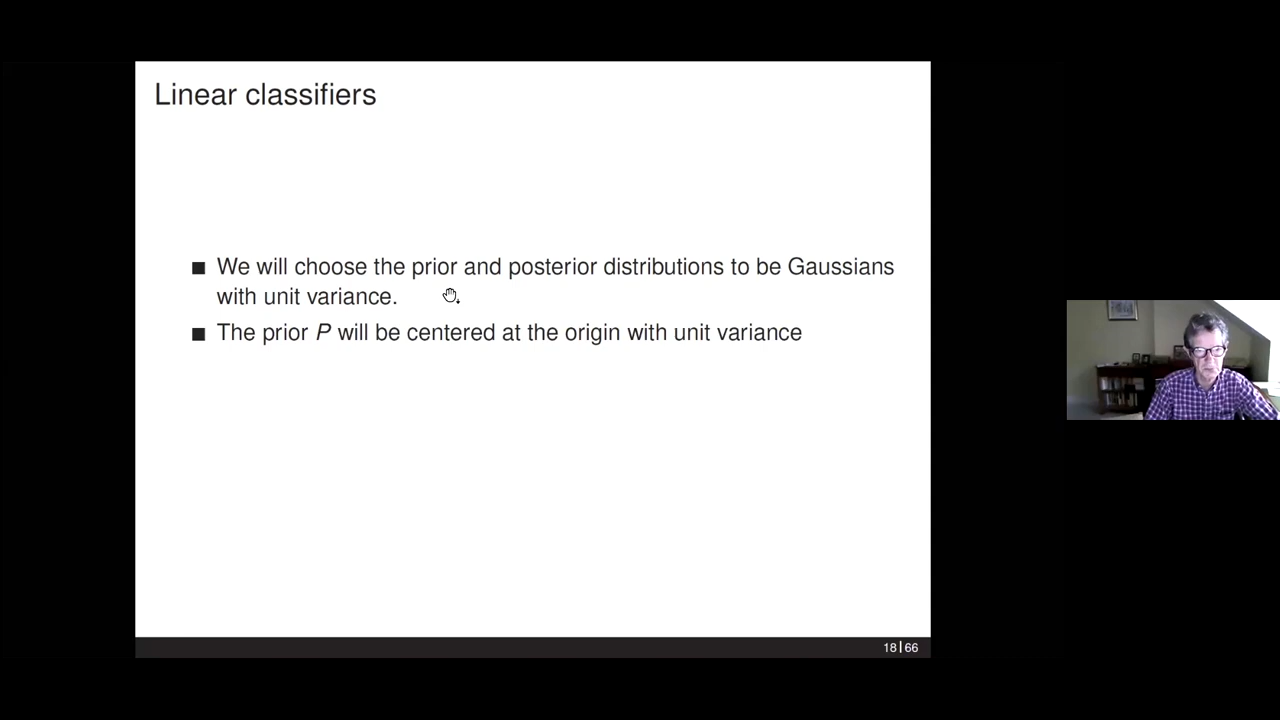 Linear classifiers
■ We will choose the prior and posterior distributions to be Gaussians
with unit variance.
■ The prior P will be centered at the origin with unit variance
18|66